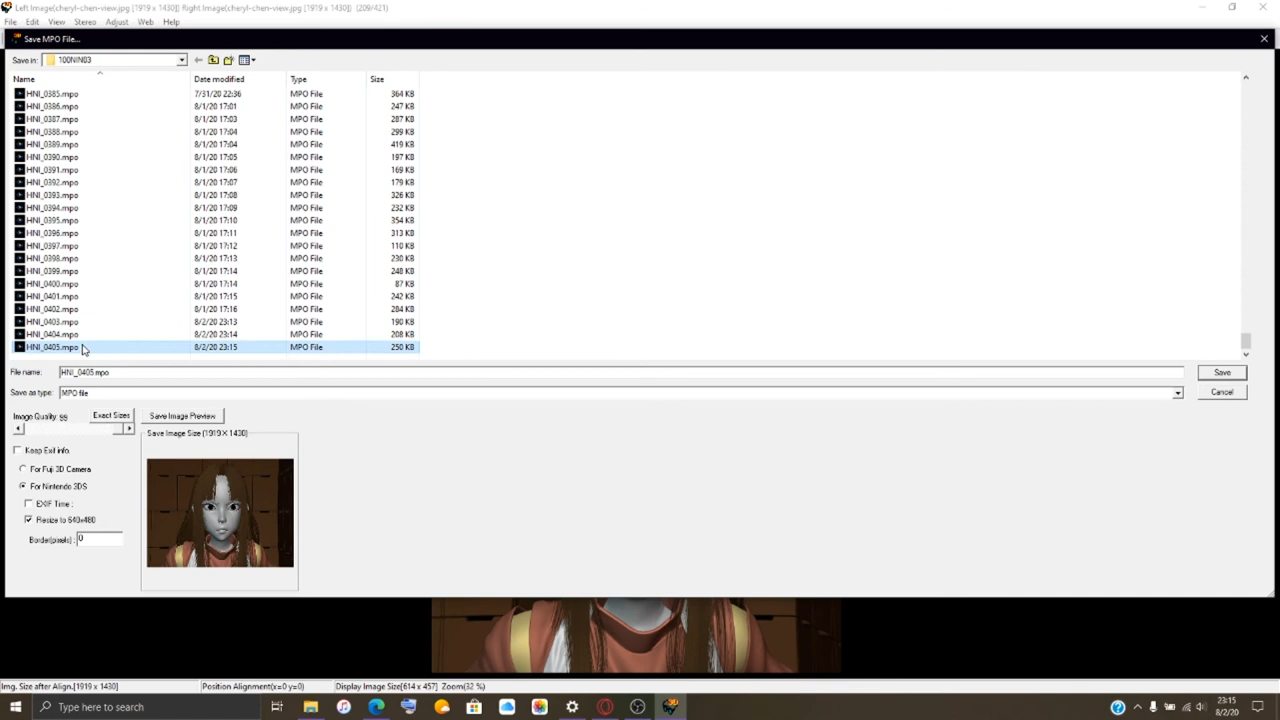 Left Image(cheryl-chen-view.jpg [1919 x 1430]) Right Image(cheryl-chen-view.jpg) (209/421)
File Edit View Stereo Adjust Web Help
Save MPO File...
Save in: 100NIN03
Name Date modified Type Size
HNI_0385.mpo 7/31/20 22:36 MPO File 364 KB
HNI_0386.mpo 8/1/20 17:01 MPO File 247 KB
HNI_0387.mpo 8/1/20 17:03 MPO File 287 KB
HNI_0388.mpo 8/1/20 17:04 MPO File 299 KB
HNI_0389.mpo 8/1/20 17:04 MPO File 419 KB
HNI_0390.mpo 8/1/20 17:05 MPO File 197 KB
HNI_0391.mpo 8/1/20 17:06 MPO File 169 KB
HNI_0392.mpo 8/1/20 17:07 MPO File 179 KB
HNI_0393.mpo 8/1/20 17:08 MPO File 326 KB
HNI_0394.mpo 8/1/20 17:09 MPO File 232 KB
HNI_0395.mpo 8/1/20 17:10 MPO File 354 KB
HNI_0396.mpo 8/1/20 17:11 MPO File 313 KB
HNI_0397.mpo 8/1/20 17:12 MPO File 110 KB
HNI_0398.mpo 8/1/20 17:13 MPO File 230 KB
HNI_0399.mpo 8/1/20 17:14 MPO File 248 KB
HNI_0400.mpo 8/1/20 17:14 MPO File 87 KB
HNI_0401.mpo 8/1/20 17:15 MPO File 242 KB
HNI_0402.mpo 8/1/20 17:16 MPO File 284 KB
HNI_0403.mpo 8/2/20 23:13 MPO File 190 KB
HNI_0404.mpo 8/2/20 23:14 MPO File 208 KB
HNI_0405.mpo 8/2/20 23:15 MPO File 250 KB
File name: HNI_0405.mpo Save
Save as type: MPO file Cancel
Image Quality: 99 Exact Sizes Save Image Preview
Save Image Size (1919X1430)
Keep Exif info.
For Fuji 3D Camera
For Nintendo 3DS
EXIF Time :
Resize to 640x480
Border(pixels) : 0
Img. Size after Align.[1919 x 1430] Position Alignment(x=0 y=0) Display Image Size[614 x 457] Zoom(32 %)
Type here to search
23:15
8/2/20